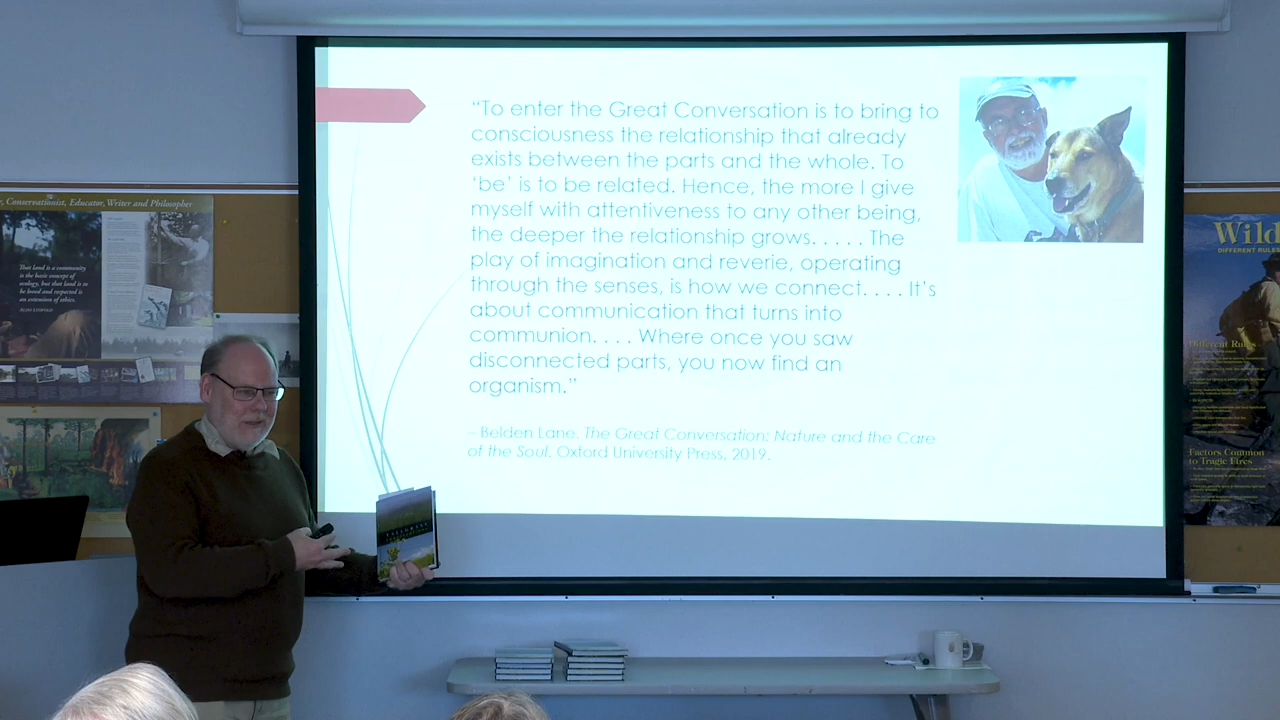 “To enter the Great Conversation is to bring to
consciousness the relationship that already
exists between the parts and the whole. To
‘be’ is to be related. Hence, the more I give
myself with attentiveness to any other being,
the deeper the relationship grows. . . . . The
play of imagination and reverie, operating
through the senses, is how we connect. . . . It’s
about communication that turns into
communion. . . . Where once you saw
disconnected parts, you now find an
organism.”
– Belden Lane. The Great Conversation: Nature and the Care
of the Soul. Oxford University Press, 2019.
, Conservationist, Educator, Writer and Philosopher
That land is a community
is the basic concept of
ecology, but that land is to
be loved and respected is
an extension of ethics.
ALDO LEOPOLD
Wild
DIFFERENT RULES
Different Rules
Factors Common
to Tragic Fires